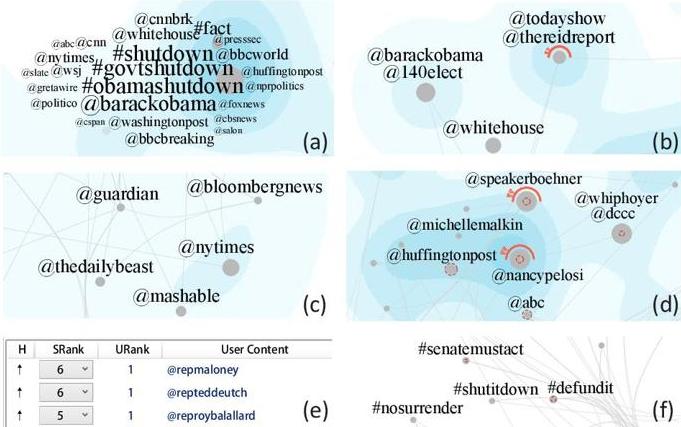 @cnnbrk
#fact
@whitehouse
@presssec
@abc @cnn
#shutdown @bbcworld
@nytimes
@slate @wsj #govtshutdown @huffingtonpost
@gretawire #obamashutdown @nprpolitics
@politico @barackobama @foxnews
@cspan @washingtonpost @cbsnews
@salon
@bbcbreaking
(a)
@todayshow
@thereidreport
@barackobama
@140elect
@whitehouse
(b)
@guardian @bloombergnews
@nytimes
@thedailybeast
@mashable
(c)
@speakerboehner
@whiphoyer
@dccc
@michellemalkin
@huffingtonpost
@nancypelosi
@abc
(d)
H SRank URank User Content
↑ 6 1 @repmaloney
↑ 6 1 @repteddeutch
↑ 5 1 @reproybalallard
(e)
#senatemustact
#shutitdown #defundit
#nosurrender
(f)